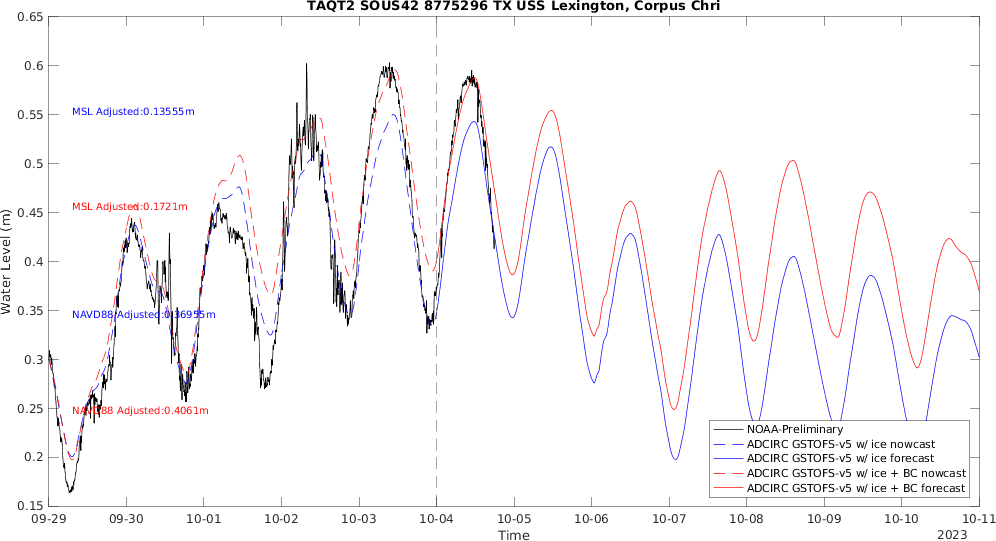 TAQT2 SOUS42 8775296 TX USS Lexington, Corpus Chri
0.65
0.6
0.55
0.5
0.45
0.4
0.35
0.3
0.25
0.2
0.15
Water Level (m)
MSL Adjusted:0.13555m
MSL Adjusted:0.1721m
NAVD88 Adjusted:0.36955m
NAVD88 Adjusted:0.4061m
NOAA-Preliminary
ADCIRC GSTOFS-v5 w/ ice nowcast
ADCIRC GSTOFS-v5 w/ ice forecast
ADCIRC GSTOFS-v5 w/ ice + BC nowcast
ADCIRC GSTOFS-v5 w/ ice + BC forecast
09-29 09-30 10-01 10-02 10-03 10-04 10-05 10-06 10-07 10-08 10-09 10-10 10-11
Time
2023